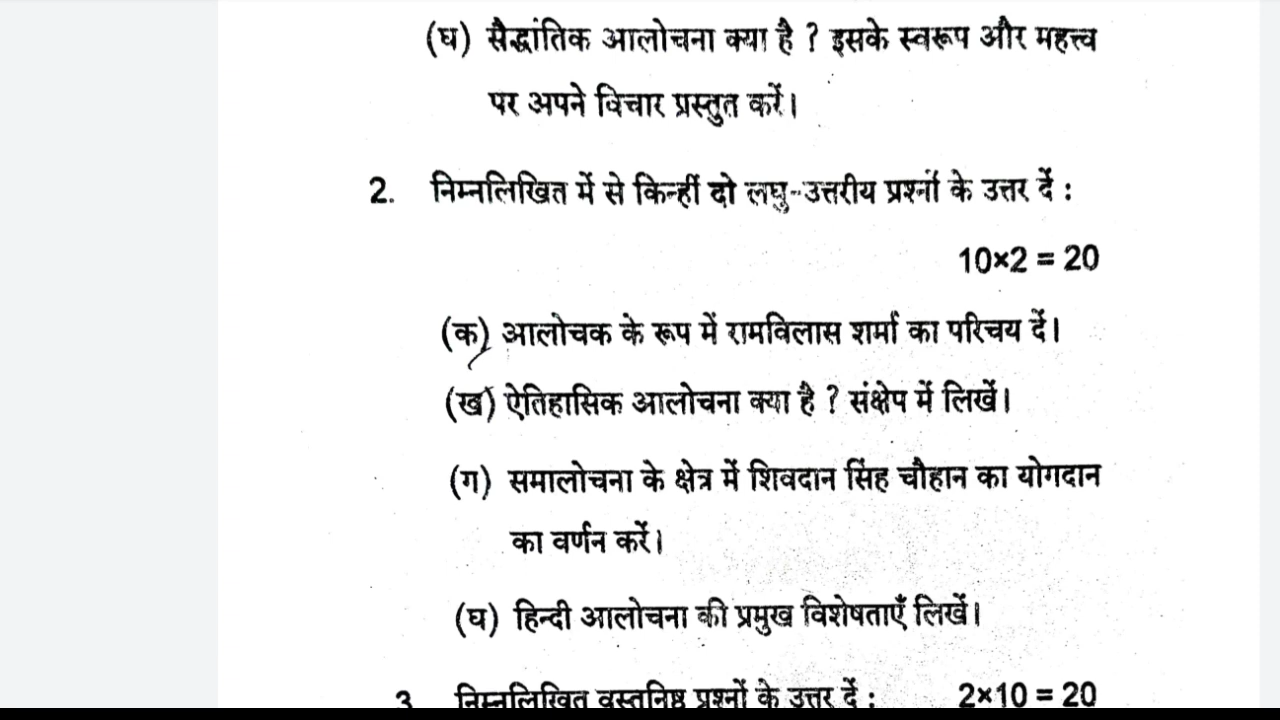 (घ) सैद्धांतिक आलोचना क्या है ? इसके स्वरूप और महत्त्व
पर अपने विचार प्रस्तुत करें।
2. निम्नलिखित में से किन्हीं दो लघु-उत्तरीय प्रश्नों के उत्तर दें :
10×2 = 20
(क) आलोचक के रूप में रामविलास शर्मा का परिचय दें।
(ख) ऐतिहासिक आलोचना क्या है ? संक्षेप में लिखें।
(ग) समालोचना के क्षेत्र में शिवदान सिंह चौहान का योगदान
का वर्णन करें।
(घ) हिन्दी आलोचना की प्रमुख विशेषताएँ लिखें।
3. निम्नलिखित वस्तुनिष्ठ प्रश्नों के उत्तर दें : 2×10 = 20